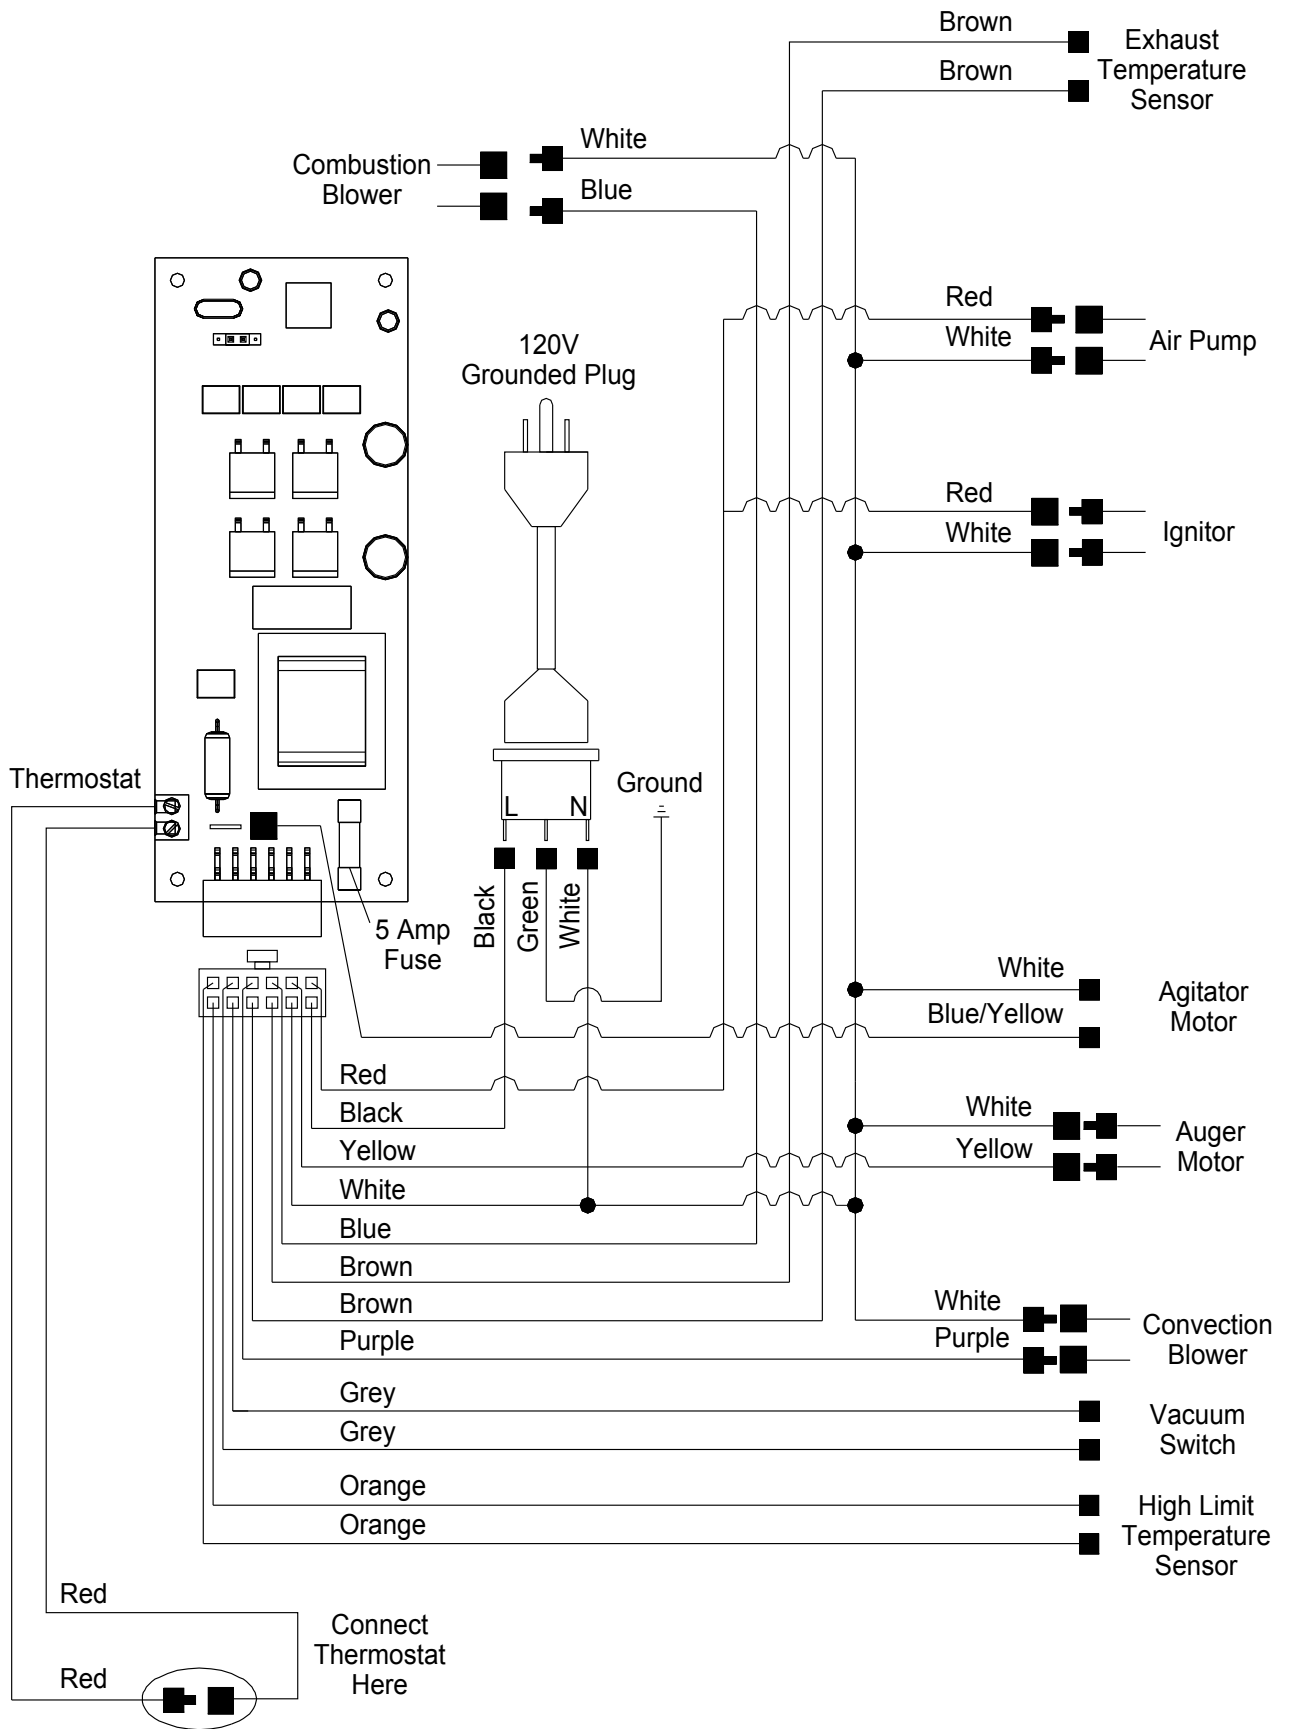 Brown
Exhaust
Temperature
Sensor
Brown
White
Combustion
Blower
Blue
Red
White
Air Pump
120V
Grounded Plug
Red
White
Ignitor
Thermostat
Ground
L N
Black
Green
White
5 Amp
Fuse
White
Blue/Yellow
Agitator
Motor
Red
Black
Yellow
White
Blue
Brown
Brown
Purple
Grey
Grey
Orange
Orange
White
Yellow
Auger
Motor
White
Purple
Convection
Blower
Vacuum
Switch
High Limit
Temperature
Sensor
Red
Red
Connect
Thermostat
Here